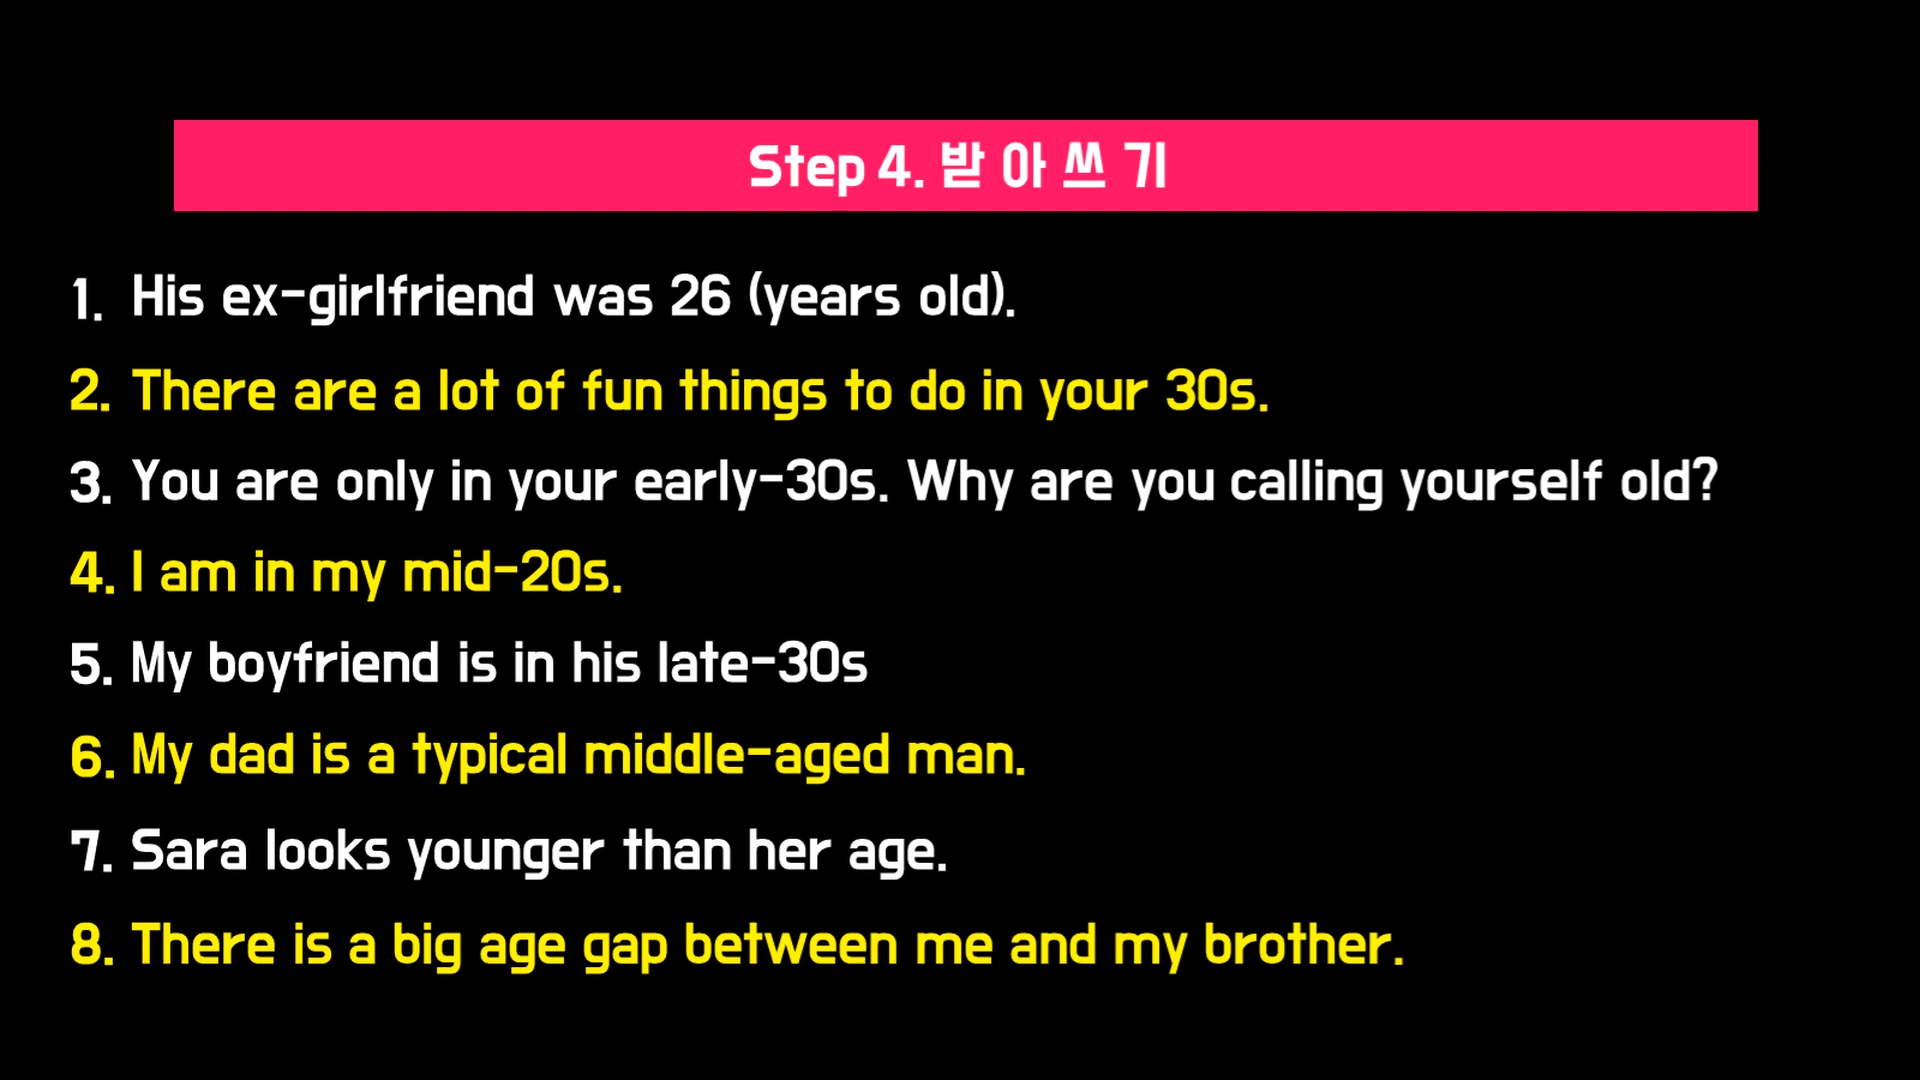 Step 4. 받 아 쓰 기
1. His ex-girlfriend was 26 (years old).
2. There are a lot of fun things to do in your 30s.
3. You are only in your early-30s. Why are you calling yourself old?
4. I am in my mid-20s.
5. My boyfriend is in his late-30s
6. My dad is a typical middle-aged man.
7. Sara looks younger than her age.
8. There is a big age gap between me and my brother.